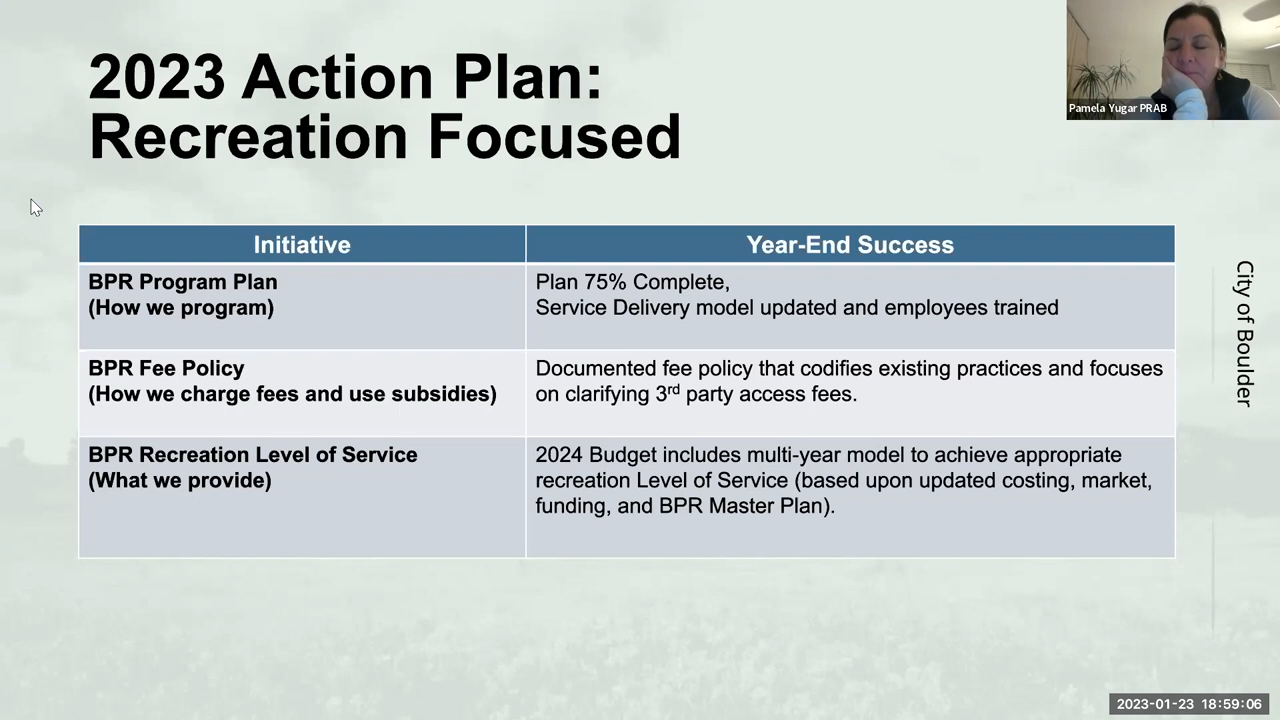 2023 Action Plan:
Recreation Focused
Pamela Yugar PRAB
Initiative
Year-End Success
BPR Program Plan
(How we program)
Plan 75% Complete,
Service Delivery model updated and employees trained
BPR Fee Policy
(How we charge fees and use subsidies)
Documented fee policy that codifies existing practices and focuses
on clarifying 3rd party access fees.
BPR Recreation Level of Service
(What we provide)
2024 Budget includes multi-year model to achieve appropriate
recreation Level of Service (based upon updated costing, market,
funding, and BPR Master Plan).
City of Boulder
2023-01-23 18:59:06